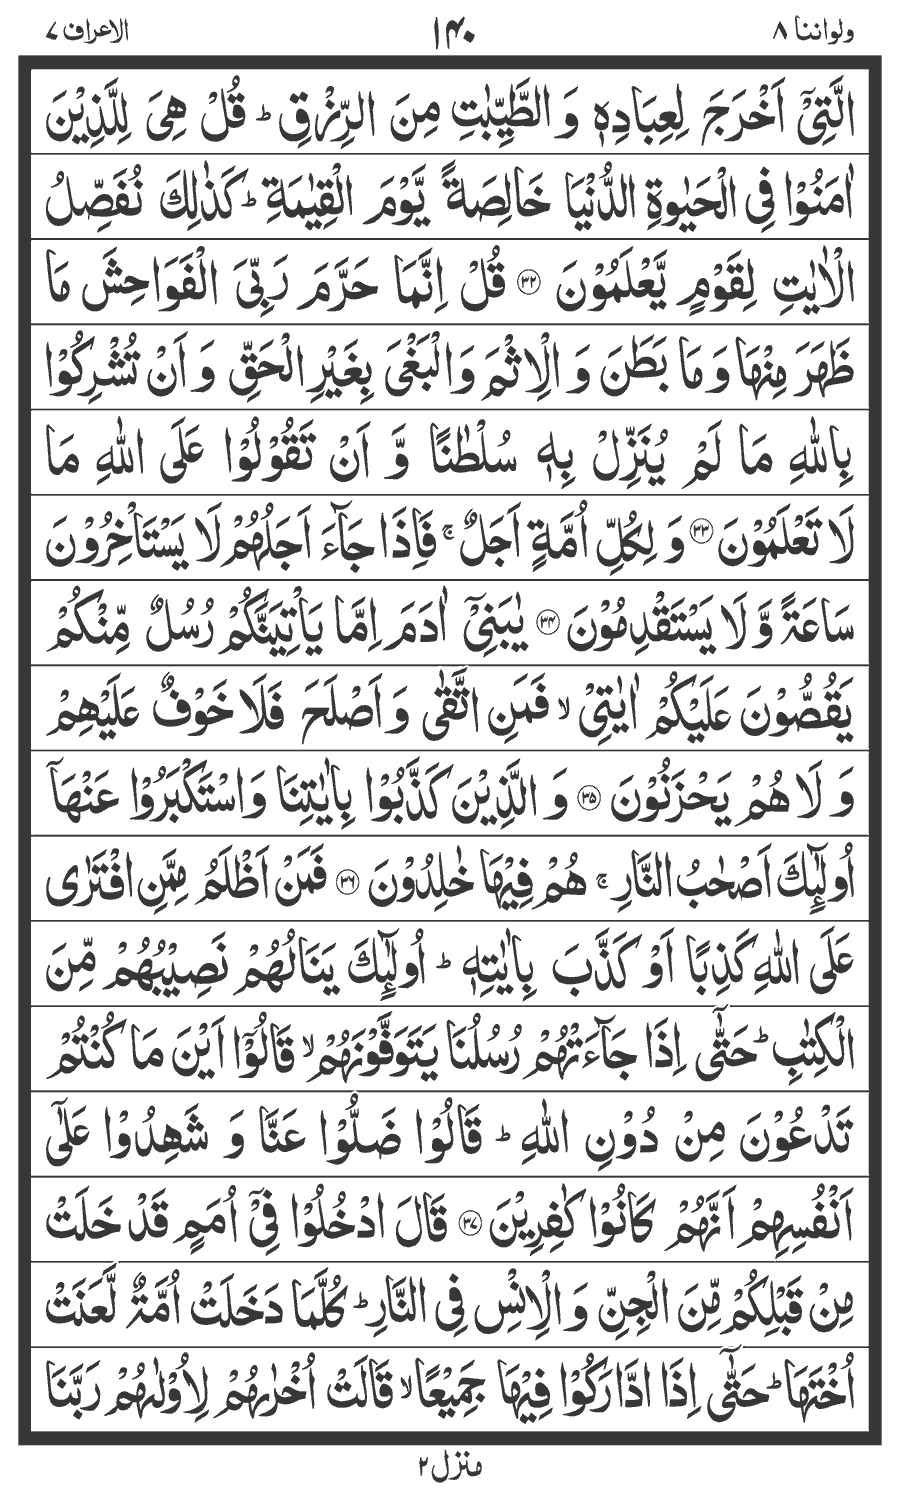 ولواننا ۸ ۱۴۰ الاعراف ۷
الَّتِیْۤ اَخْرَجَ لِعِبَادِهٖ وَ الطَّیِّبٰتِ مِنَ الرِّزْقِ ؕ قُلْ هِیَ لِلَّذِیْنَ
اٰمَنُوْا فِی الْحَیٰوةِ الدُّنْیَا خَالِصَةً یَّوْمَ الْقِیٰمَةِ ؕ كَذٰلِكَ نُفَصِّلُ
الْاٰیٰتِ لِقَوْمٍ یَّعْلَمُوْنَ ۳۲ قُلْ اِنَّمَا حَرَّمَ رَبِّیَ الْفَوَاحِشَ مَا
ظَهَرَ مِنْهَا وَ مَا بَطَنَ وَ الْاِثْمَ وَ الْبَغْیَ بِغَیْرِ الْحَقِّ وَ اَنْ تُشْرِكُوْا
بِاللّٰهِ مَا لَمْ یُنَزِّلْ بِهٖ سُلْطٰنًا وَّ اَنْ تَقُوْلُوْا عَلَی اللّٰهِ مَا
لَا تَعْلَمُوْنَ ۳۳ وَ لِكُلِّ اُمَّةٍ اَجَلٌ ۚ فَاِذَا جَآءَ اَجَلُهُمْ لَا یَسْتَاْخِرُوْنَ
سَاعَةً وَّ لَا یَسْتَقْدِمُوْنَ ۳۴ یٰبَنِیْۤ اٰدَمَ اِمَّا یَاْتِیَنَّكُمْ رُسُلٌ مِّنْكُمْ
یَقُصُّوْنَ عَلَیْكُمْ اٰیٰتِیْ ۙ فَمَنِ اتَّقٰی وَ اَصْلَحَ فَلَا خَوْفٌ عَلَیْهِمْ
وَ لَا هُمْ یَحْزَنُوْنَ ۳۵ وَ الَّذِیْنَ كَذَّبُوْا بِاٰیٰتِنَا وَ اسْتَكْبَرُوْا عَنْهَاۤ
اُولٰٓىِٕكَ اَصْحٰبُ النَّارِ ۚ هُمْ فِیْهَا خٰلِدُوْنَ ۳۶ فَمَنْ اَظْلَمُ مِمَّنِ افْتَرٰی
عَلَی اللّٰهِ كَذِبًا اَوْ كَذَّبَ بِاٰیٰتِهٖ ؕ اُولٰٓىِٕكَ یَنَالُهُمْ نَصِیْبُهُمْ مِّنَ
الْكِتٰبِ ؕ حَتّٰۤی اِذَا جَآءَتْهُمْ رُسُلُنَا یَتَوَفَّوْنَهُمْ ۙ قَالُوْۤا اَیْنَ مَا كُنْتُمْ
تَدْعُوْنَ مِنْ دُوْنِ اللّٰهِ ؕ قَالُوْا ضَلُّوْا عَنَّا وَ شَهِدُوْا عَلٰۤی
اَنْفُسِهِمْ اَنَّهُمْ كَانُوْا كٰفِرِیْنَ ۳۷ قَالَ ادْخُلُوْا فِیْۤ اُمَمٍ قَدْ خَلَتْ
مِنْ قَبْلِكُمْ مِّنَ الْجِنِّ وَ الْاِنْسِ فِی النَّارِ ؕ كُلَّمَا دَخَلَتْ اُمَّةٌ لَّعَنَتْ
اُخْتَهَا ؕ حَتّٰۤی اِذَا ادَّارَكُوْا فِیْهَا جَمِیْعًا ۙ قَالَتْ اُخْرٰىهُمْ لِاُوْلٰىهُمْ رَبَّنَا
منزل ۲